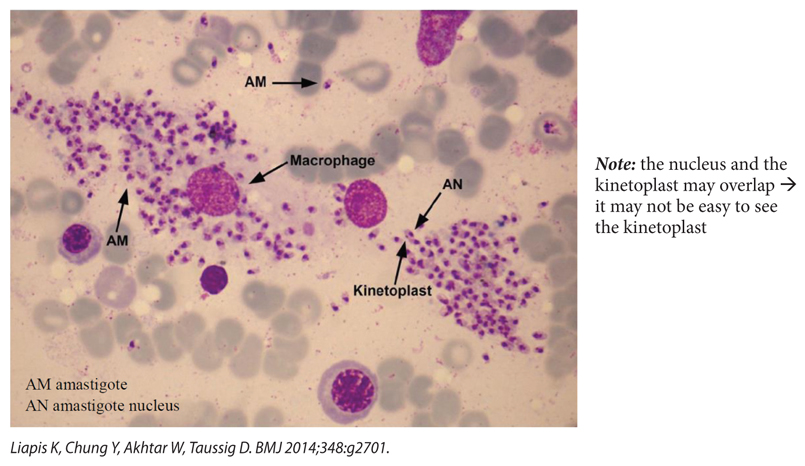 AM
Macrophage
AN
AM
Kinetoplast
AM amastigote
AN amastigote nucleus
Note: the nucleus and the
kinetoplast may overlap →
it may not be easy to see
the kinetoplast
Liapis K, Chung Y, Akhtar W, Taussig D. BMJ 2014;348:g2701.